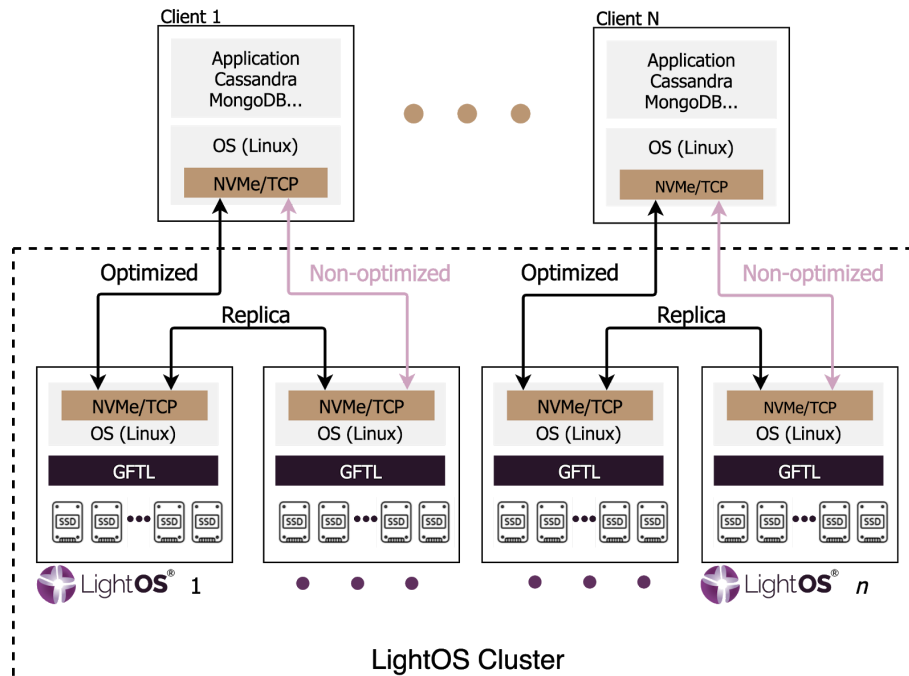 Client 1
Application
Cassandra
MongoDB...
OS (Linux)
NVMe/TCP
Client N
Application
Cassandra
MongoDB...
OS (Linux)
NVMe/TCP
Optimized
Non-optimized
Optimized
Non-optimized
Replica
Replica
NVMe/TCP
OS (Linux)
GFTL
SSD SSD SSD SSD
LightOS® 1
NVMe/TCP
OS (Linux)
GFTL
SSD SSD SSD SSD
NVMe/TCP
OS (Linux)
GFTL
SSD SSD SSD SSD
NVMe/TCP
OS (Linux)
GFTL
SSD SSD SSD SSD
LightOS® n
LightOS Cluster